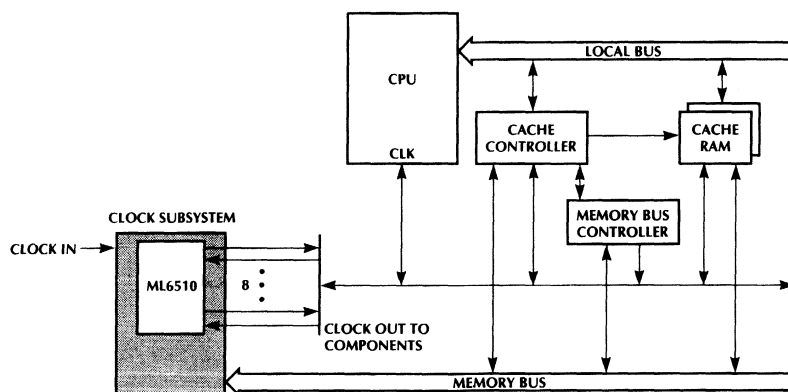 LOCAL BUS
CPU
CLK
CACHE
CONTROLLER
CACHE
RAM
MEMORY BUS
CONTROLLER
CLOCK SUBSYSTEM
CLOCK IN
ML6510
8
CLOCK OUT TO
COMPONENTS
MEMORY BUS